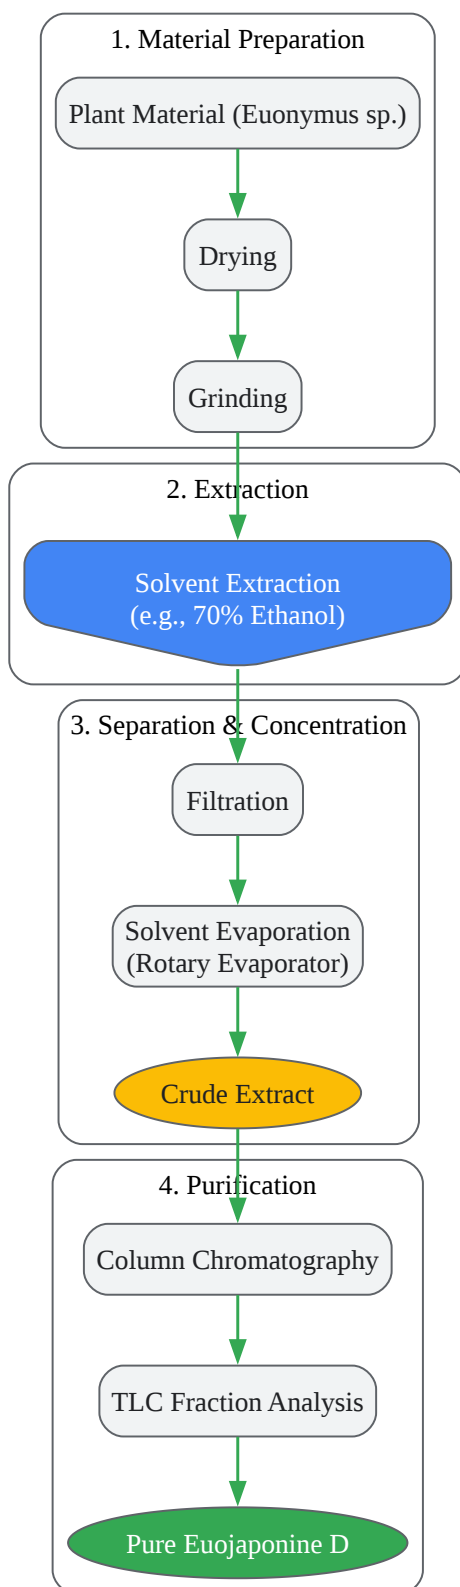 1. Material Preparation
Plant Material (Euonymus sp.)
Drying
Grinding
2. Extraction
Solvent Extraction
(e.g., 70% Ethanol)
3. Separation & Concentration
Filtration
Solvent Evaporation
(Rotary Evaporator)
Crude Extract
4. Purification
Column Chromatography
TLC Fraction Analysis
Pure Euojaponine D